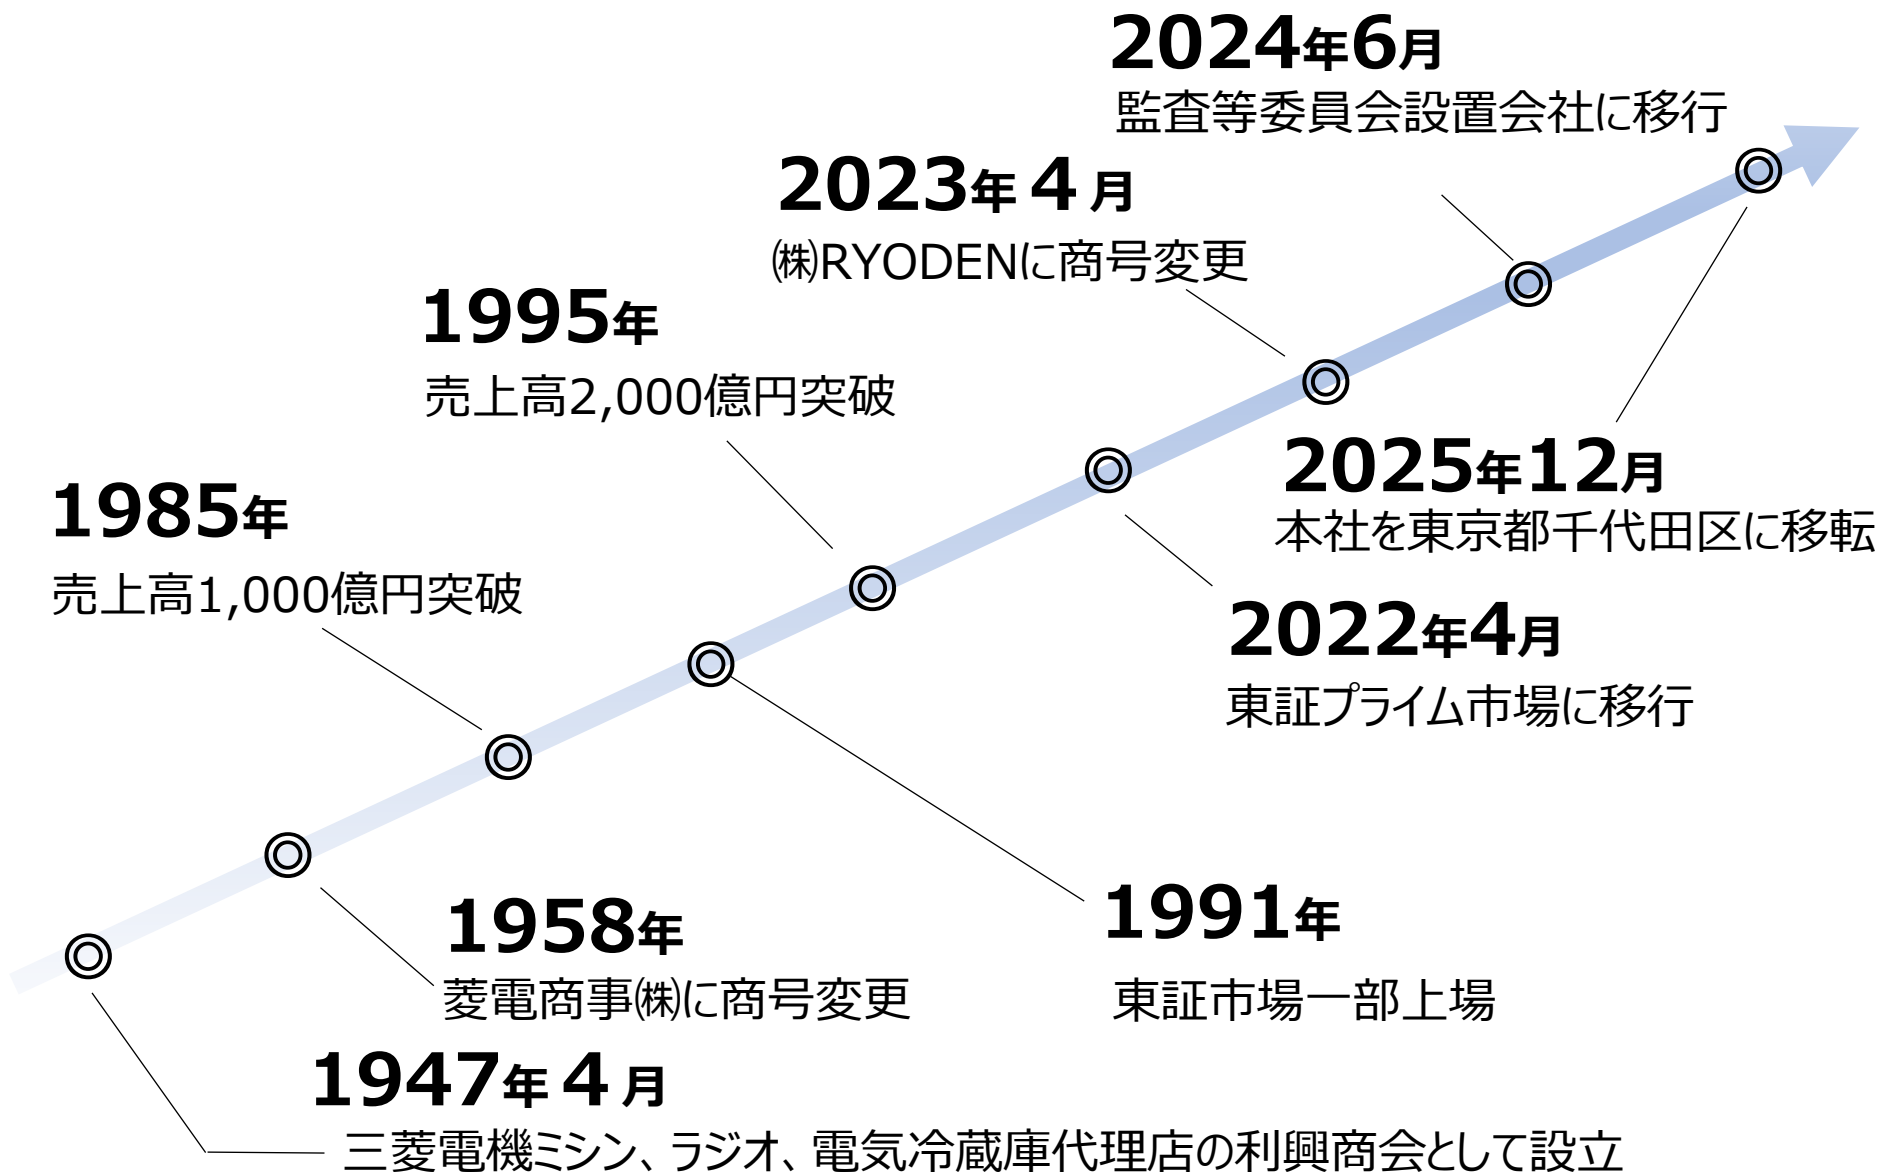 2024年6月
監査等委員会設置会社に移行
2023年４月
㈱RYODENに商号変更
1995年
売上高2,000億円突破
1985年
売上高1,000億円突破
2025年12月
本社を東京都千代田区に移転
2022年4月
東証プライム市場に移行
1991年
東証市場一部上場
1958年
菱電商事㈱に商号変更
1947年４月
三菱電機ミシン、ラジオ、電気冷蔵庫代理店の利興商会として設立